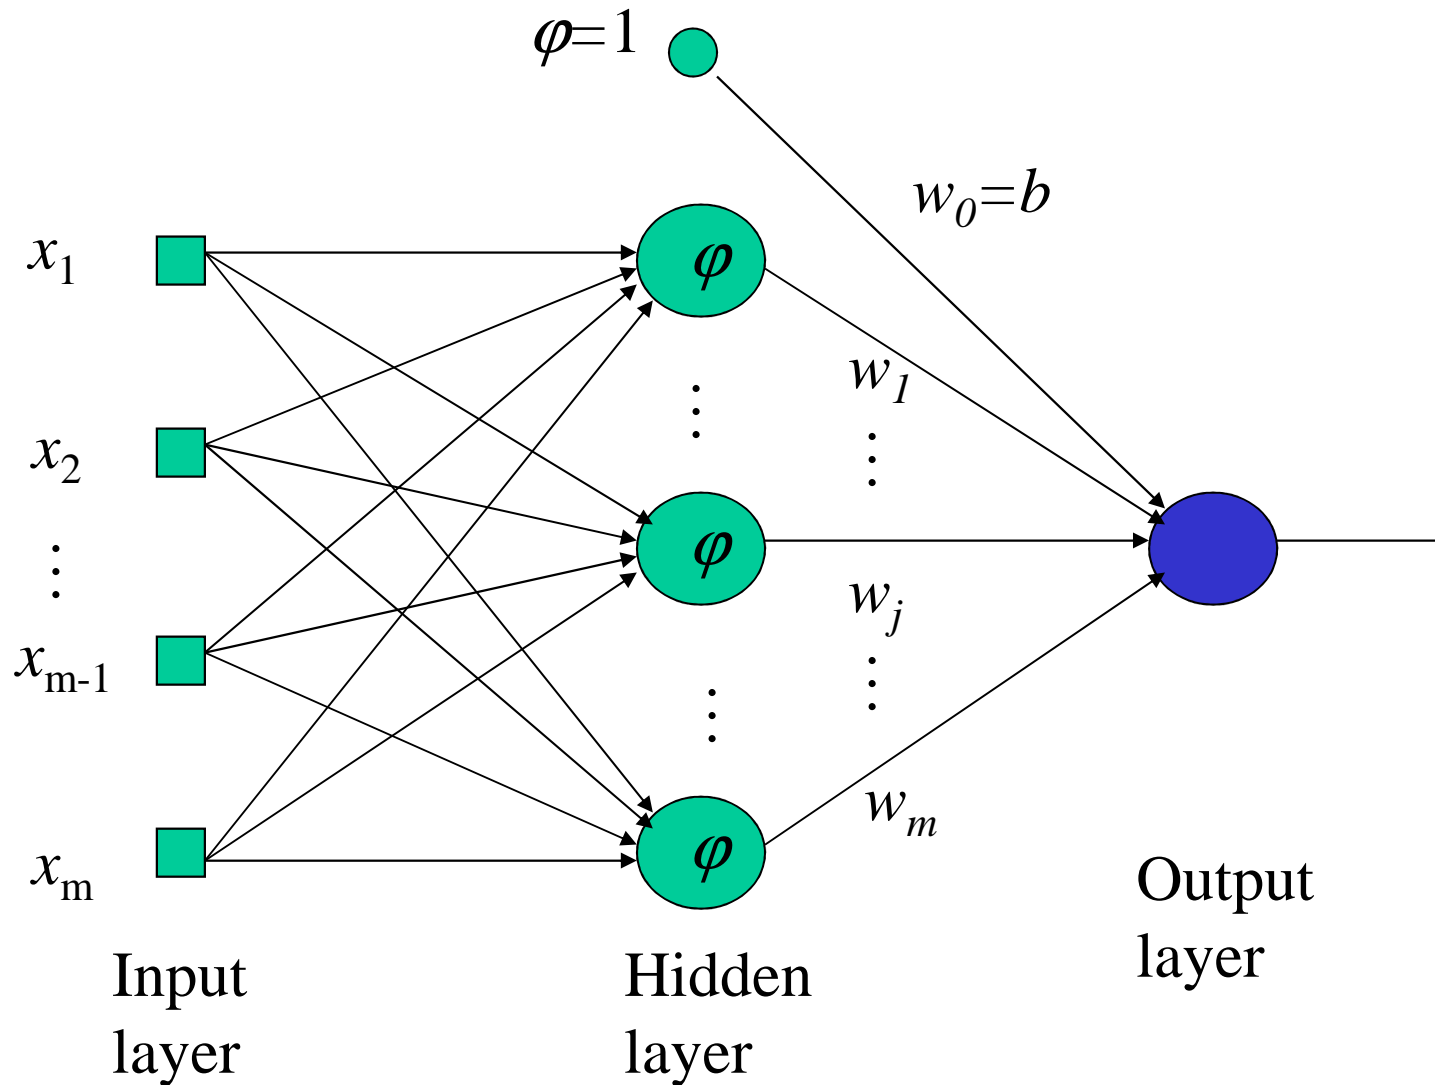 φ=1
w₀=b
x₁
φ
w₁
⋮
⋮
x₂
φ
⋮
wⱼ
xₘ₋₁
⋮
⋮
wₘ
φ
xₘ
Output
layer
Input
layer
Hidden
layer